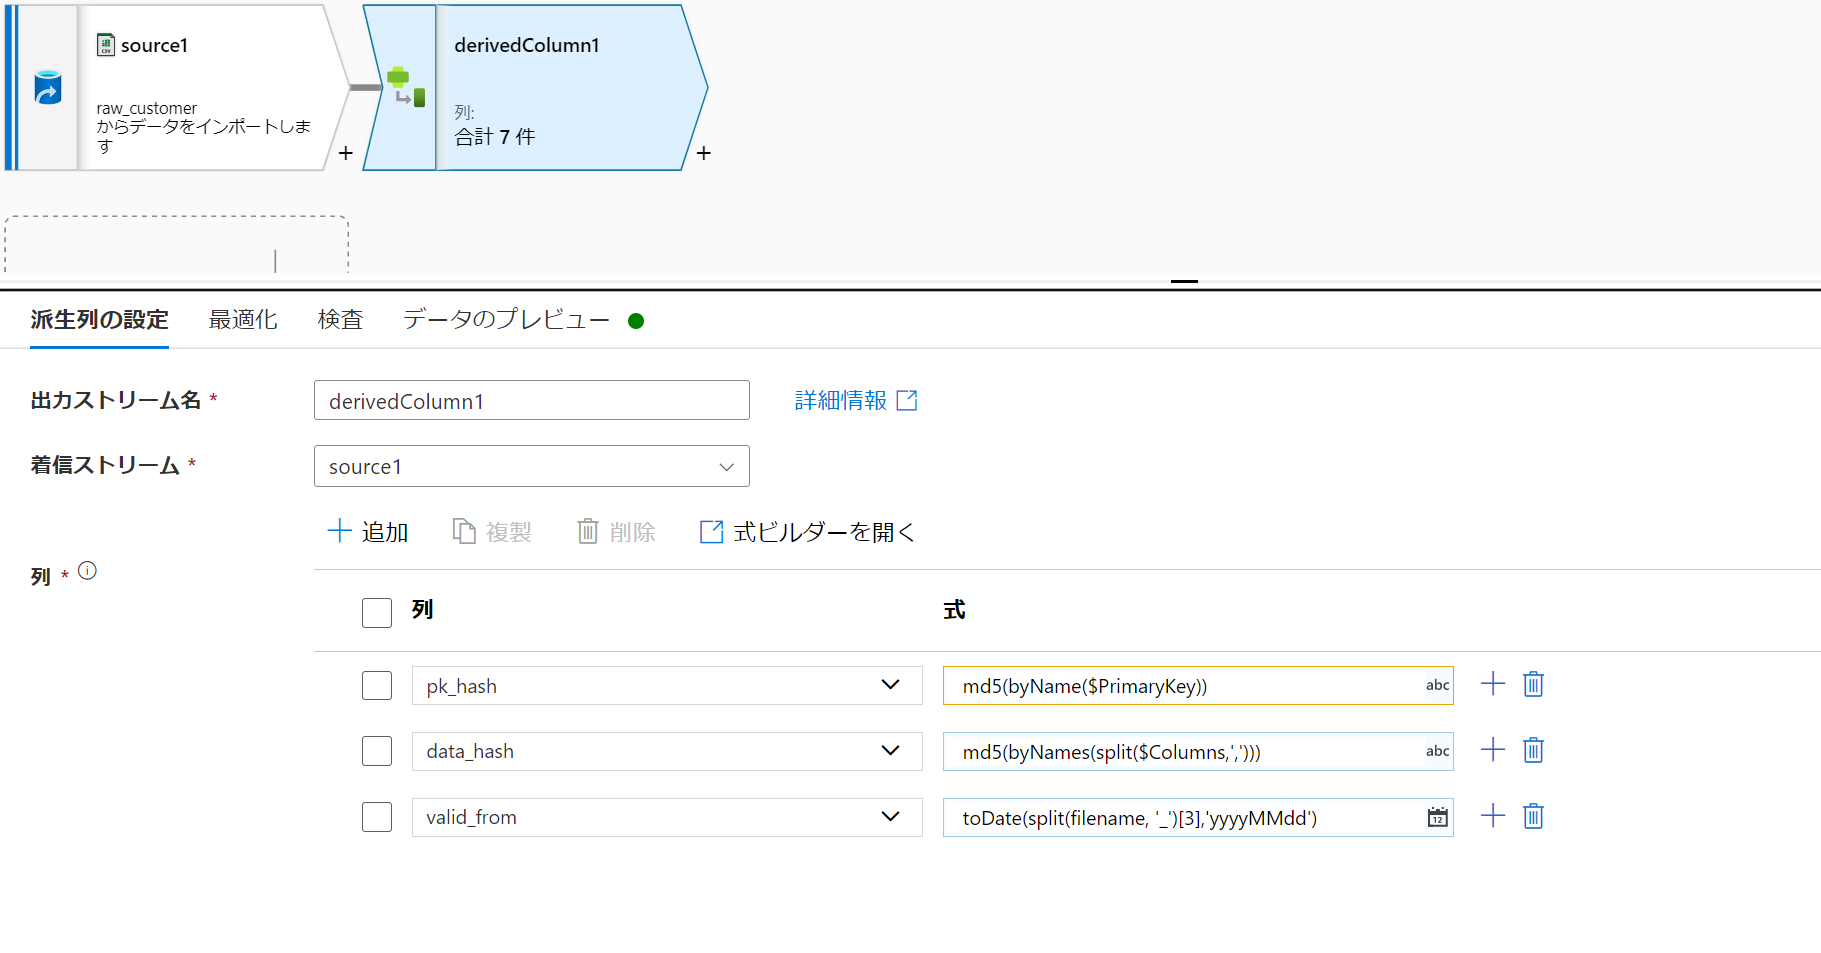 source1
raw_customer
からデータをインポートしま
す
+
derivedColumn1
列:
合計 7 件
+
派生列の設定
最適化
検査
データのプレビュー
出力ストリーム名 *
derivedColumn1
詳細情報
着信ストリーム *
source1
追加
複製
削除
式ビルダーを開く
列 *
列
式
pk_hash
md5(byName($PrimaryKey))
abc
data_hash
md5(byNames(split($Columns,',')))
abc
valid_from
toDate(split(filename, '_')[3],'yyyyMMdd')
12